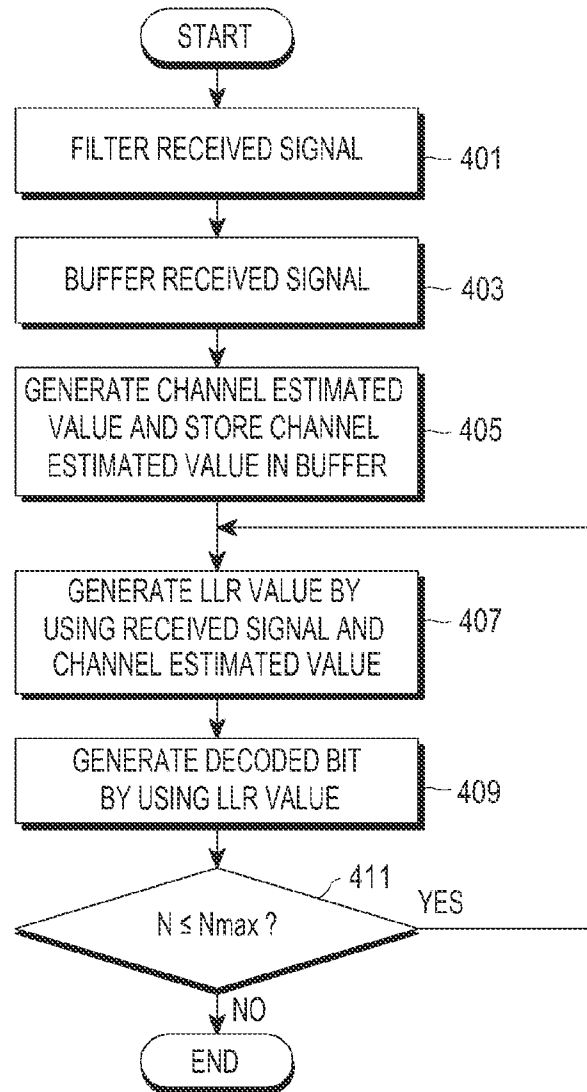 START
FILTER RECEIVED SIGNAL
401
BUFFER RECEIVED SIGNAL
403
GENERATE CHANNEL ESTIMATED
VALUE AND STORE CHANNEL
ESTIMATED VALUE IN BUFFER
405
GENERATE LLR VALUE BY
USING RECEIVED SIGNAL AND
CHANNEL ESTIMATED VALUE
407
GENERATE DECODED BIT
BY USING LLR VALUE
409
411
N ≤ Nmax ?
YES
NO
END